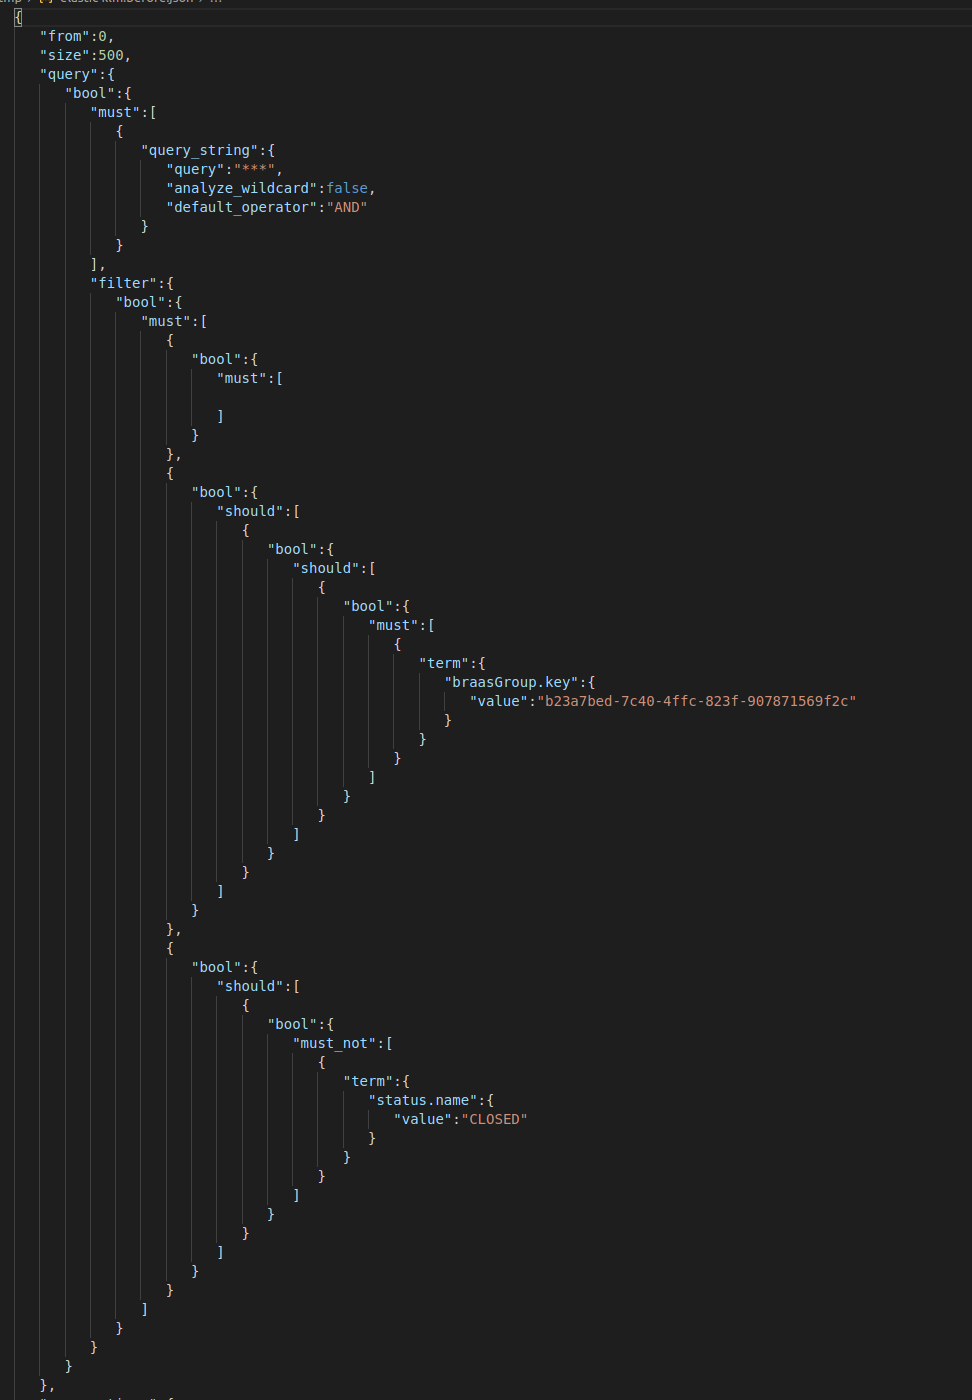 {
   "from":0,
   "size":500,
   "query":{
      "bool":{
         "must":[
            {
               "query_string":{
                  "query":"***",
                  "analyze_wildcard":false,
                  "default_operator":"AND"
               }
            }
         ],
         "filter":{
            "bool":{
               "must":[
                  {
                     "bool":{
                        "must":[

                        ]
                     }
                  },
                  {
                     "bool":{
                        "should":[
                           {
                              "bool":{
                                 "should":[
                                    {
                                       "bool":{
                                          "must":[
                                             {
                                                "term":{
                                                   "braasGroup.key":{
                                                      "value":"b23a7bed-7c40-4ffc-823f-907871569f2c"
                                                   }
                                                }
                                             }
                                          ]
                                       }
                                    }
                                 ]
                              }
                           }
                        ]
                     }
                  },
                  {
                     "bool":{
                        "should":[
                           {
                              "bool":{
                                 "must_not":[
                                    {
                                       "term":{
                                          "status.name":{
                                             "value":"CLOSED"
                                          }
                                       }
                                    }
                                 ]
                              }
                           }
                        ]
                     }
                  }
               ]
            }
         }
      }
   },